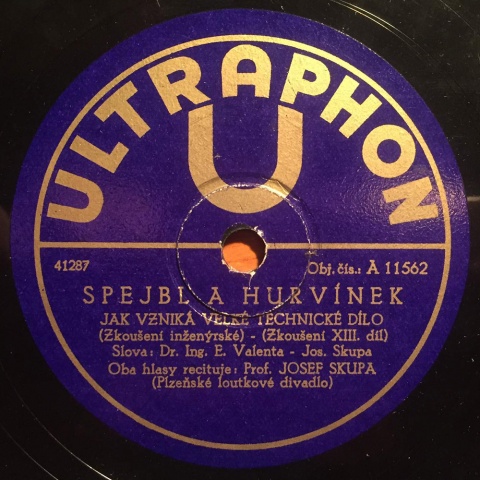 ULTRAPHON
U
41287
Obj. čís.: A 11562
SPEJBL A HURVÍNEK
JAK VZNIKÁ VELKÉ TECHNICKÉ DÍLO
(Zkoušení inženýrské) - (Zkoušení XIII. díl)
Slova: Dr. Ing. E. Valenta - Jos. Skupa
Oba hlasy recituje: Prof. JOSEF SKUPA
(Plzeňské loutkové divadlo)